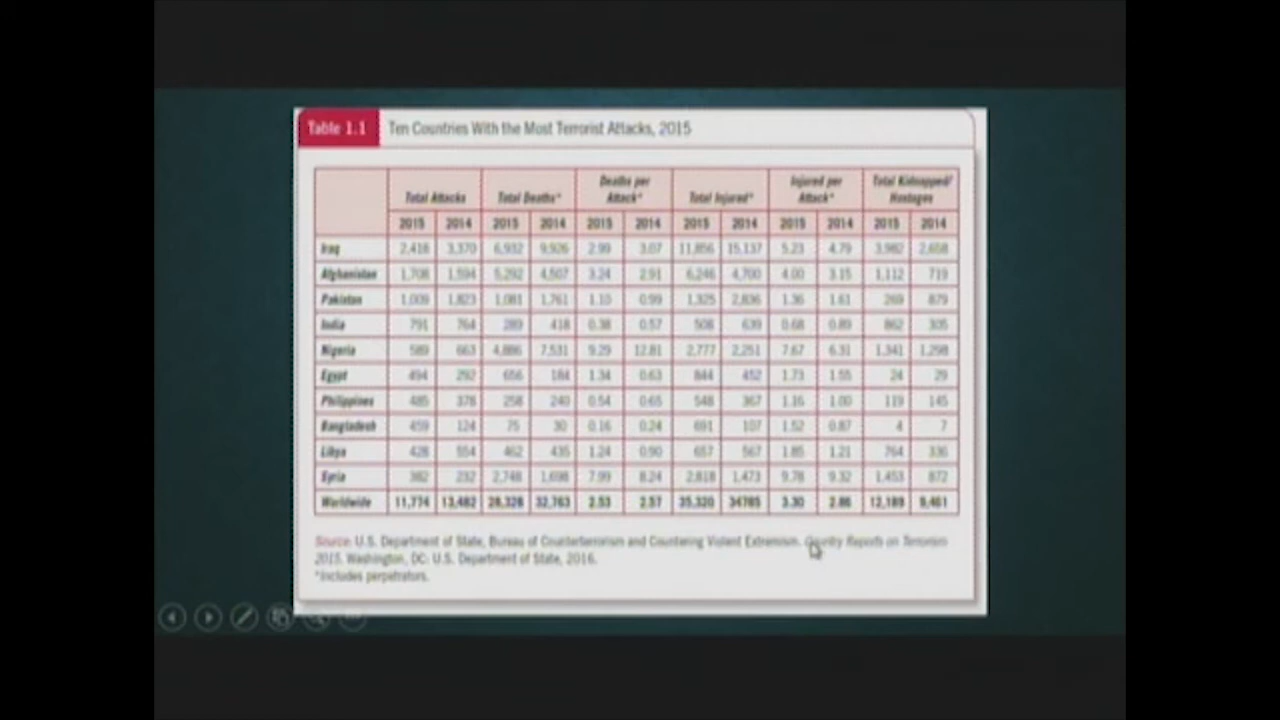 Table 1.1 Ten Countries With the Most Terrorist Attacks, 2015
Total Attacks Total Deaths* Deaths per Attack* Total Injured* Injured per Attack* Total Kidnapped/ Hostages
2015 2014 2015 2014 2015 2014 2015 2014 2015 2014 2015 2014
Iraq 2,418 3,370 6,932 9,926 2.99 3.07 11,856 15,137 5.23 4.79 3,982 2,658
Afghanistan 1,708 1,594 5,292 4,507 3.24 2.91 6,246 4,700 4.00 3.15 1,112 719
Pakistan 1,009 1,823 1,081 1,761 1.10 0.99 1,325 2,836 1.36 1.61 269 879
India 791 764 289 418 0.38 0.57 508 639 0.68 0.89 862 305
Nigeria 589 663 4,886 7,531 9.29 12.81 2,777 2,251 7.67 6.31 1,341 1,298
Egypt 494 292 656 184 1.34 0.63 844 452 1.73 1.55 24 29
Philippines 485 378 258 240 0.54 0.65 548 367 1.16 1.00 119 145
Bangladesh 459 124 75 30 0.16 0.24 691 107 1.52 0.87 4 7
Libya 428 554 462 435 1.24 0.90 657 567 1.85 1.21 764 336
Syria 382 232 2,748 1,698 7.99 8.24 2,818 1,473 9.78 9.32 1,453 872
Worldwide 11,774 13,482 28,328 32,763 2.53 2.57 35,320 34785 3.30 2.86 12,189 9,461
Source: U.S. Department of State, Bureau of Counterterrorism and Countering Violent Extremism. Country Reports on Terrorism
2015. Washington, DC: U.S. Department of State, 2016.
*Includes perpetrators.